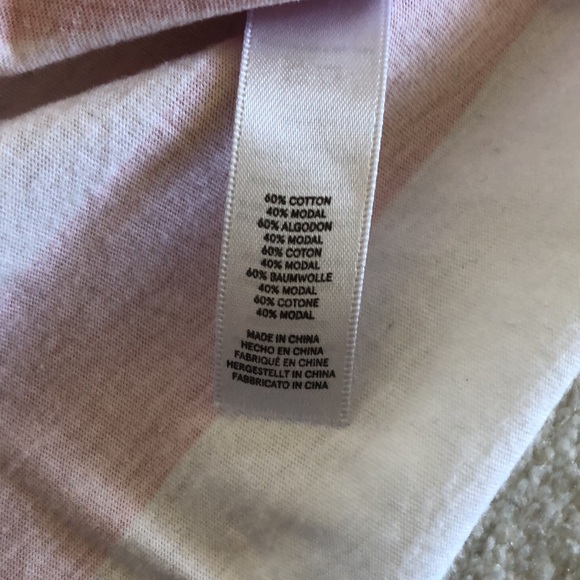 60% COTTON
40% MODAL
60% ALGODON
40% MODAL
60% COTON
40% MODAL
60% BAUMWOLLE
40% MODAL
60% COTONE
40% MODAL
MADE IN CHINA
HECHO EN CHINA
FABRIQUÉ EN CHINE
HERGESTELLT IN CHINA
FABBRICATO IN CINA